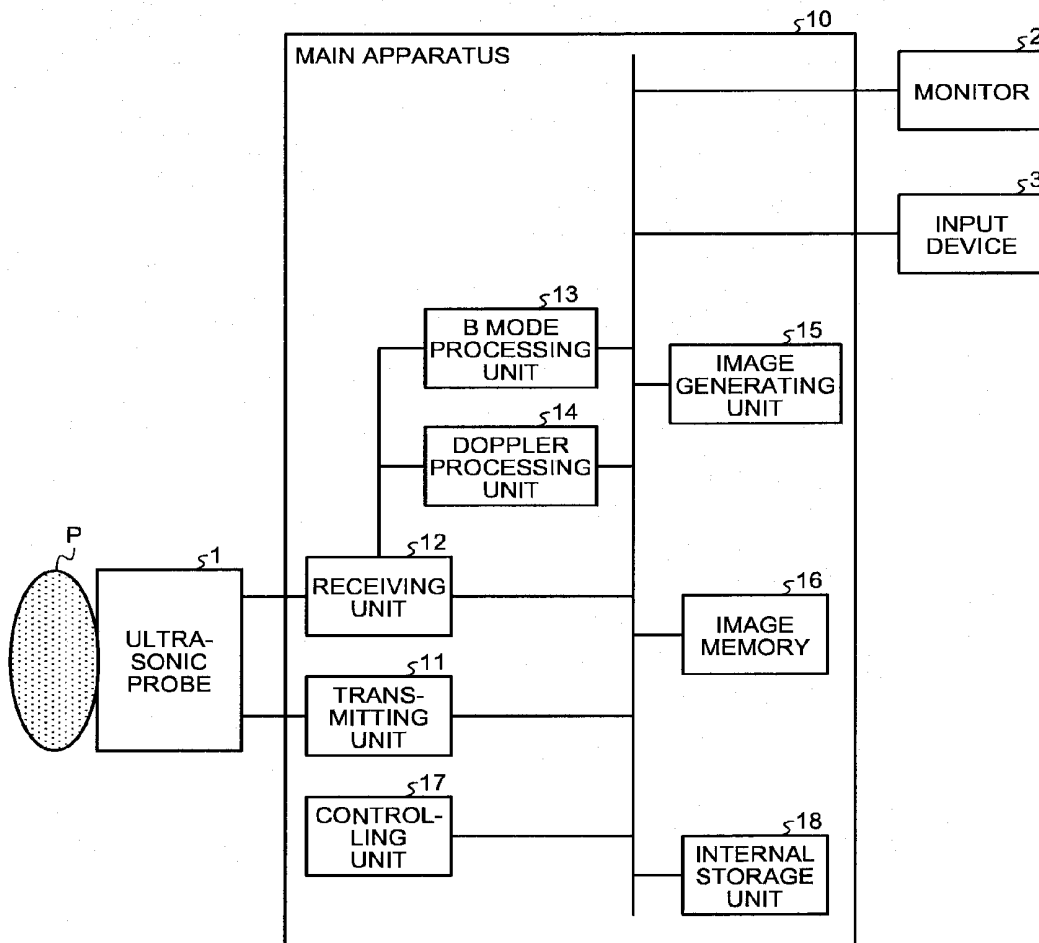 10
MAIN APPARATUS
2
MONITOR
3
INPUT
DEVICE
13
B MODE
PROCESSING
UNIT
15
IMAGE
GENERATING
UNIT
14
DOPPLER
PROCESSING
UNIT
P
1
ULTRA-
SONIC
PROBE
12
RECEIVING
UNIT
16
IMAGE
MEMORY
11
TRANS-
MITTING
UNIT
17
CONTROL-
LING
UNIT
18
INTERNAL
STORAGE
UNIT